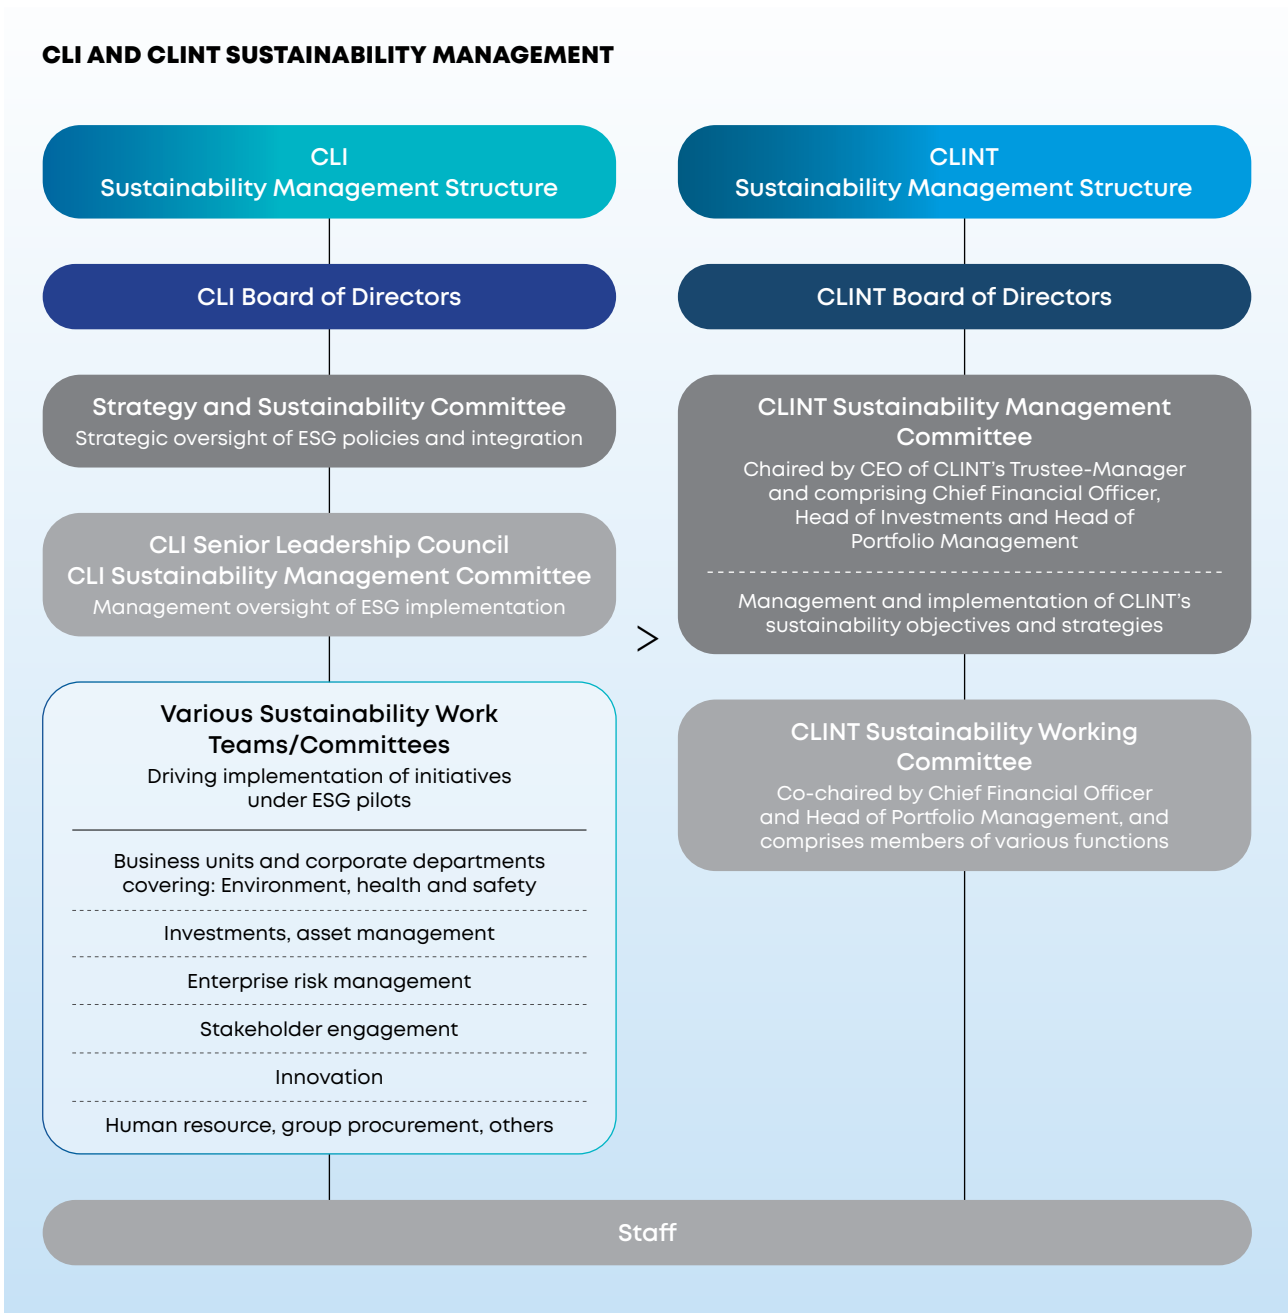 CLI AND CLINT SUSTAINABILITY MANAGEMENT
CLI
Sustainability Management Structure
CLI Board of Directors
Strategy and Sustainability Committee
Strategic oversight of ESG policies and integration
CLI Senior Leadership Council
CLI Sustainability Management Committee
Management oversight of ESG implementation
Various Sustainability Work
Teams/Committees
Driving implementation of initiatives
under ESG pilots
Business units and corporate departments
covering: Environment, health and safety
Investments, asset management
Enterprise risk management
Stakeholder engagement
Innovation
Human resource, group procurement, others
>
CLINT
Sustainability Management Structure
CLINT Board of Directors
CLINT Sustainability Management
Committee
Chaired by CEO of CLINT’s Trustee-Manager
and comprising Chief Financial Officer,
Head of Investments and Head of
Portfolio Management
Management and implementation of CLINT’s
sustainability objectives and strategies
CLINT Sustainability Working
Committee
Co-chaired by Chief Financial Officer
and Head of Portfolio Management, and
comprises members of various functions
Staff